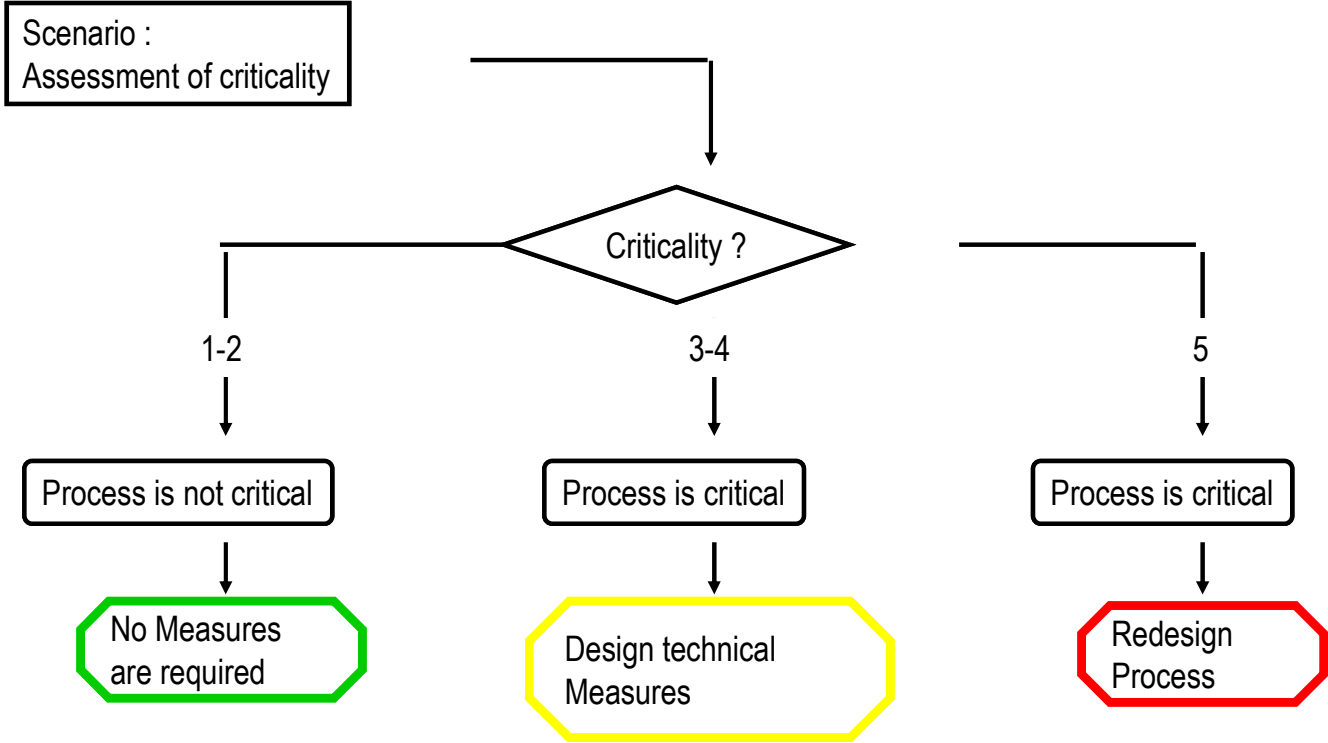 Scenario :
Assessment of criticality
Criticality ?
1-2
3-4
5
Process is not critical
Process is critical
Process is critical
No Measures
are required
Design technical
Measures
Redesign
Process